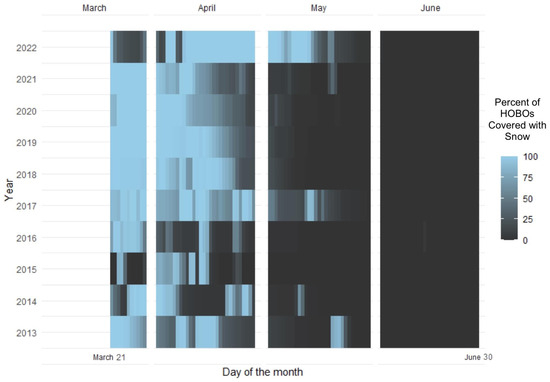 March April May June
2022
2021
2020
2019
2018
2017
2016
2015
2014
2013
Year
March 21
June 30
Day of the month
Percent of
HOBOs
Covered with
Snow
100
75
50
25
0